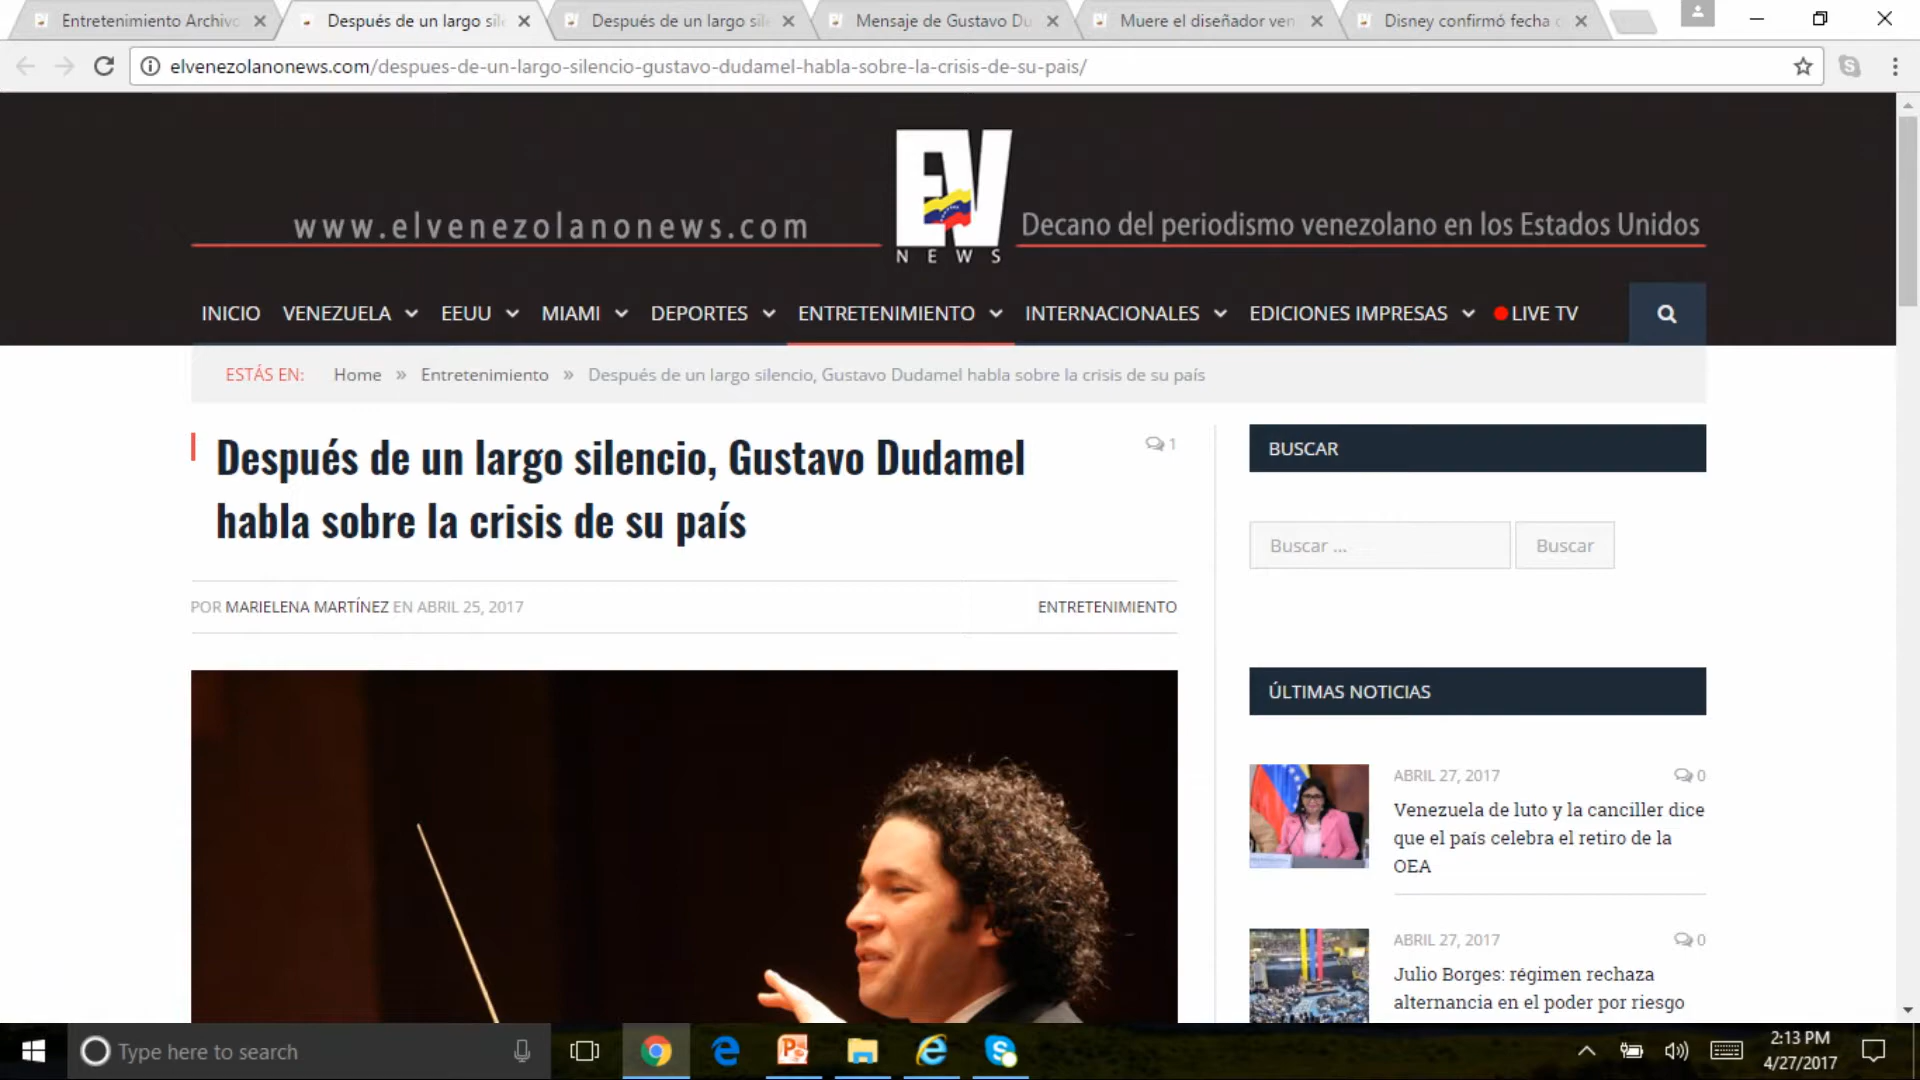 Entretenimiento Archivo
Después de un largo sile
Después de un largo sile
Mensaje de Gustavo Du
Muere el diseñador ven
Disney confirmó fecha
elvenezolanonews.com/despues-de-un-largo-silencio-gustavo-dudamel-habla-sobre-la-crisis-de-su-pais/
www.elvenezolanonews.com
EV
NEWS
Decano del periodismo venezolano en los Estados Unidos
INICIO VENEZUELA EEUU MIAMI DEPORTES ENTRETENIMIENTO INTERNACIONALES EDICIONES IMPRESAS LIVE TV
ESTÁS EN: Home » Entretenimiento » Después de un largo silencio, Gustavo Dudamel habla sobre la crisis de su país
Después de un largo silencio, Gustavo Dudamel
habla sobre la crisis de su país
1
POR MARIELENA MARTÍNEZ EN ABRIL 25, 2017
ENTRETENIMIENTO
BUSCAR
Buscar ... Buscar
ÚLTIMAS NOTICIAS
ABRIL 27, 2017 0
Venezuela de luto y la canciller dice
que el país celebra el retiro de la
OEA
ABRIL 27, 2017 0
Julio Borges: régimen rechaza
alternancia en el poder por riesgo
Type here to search
2:13 PM
4/27/2017